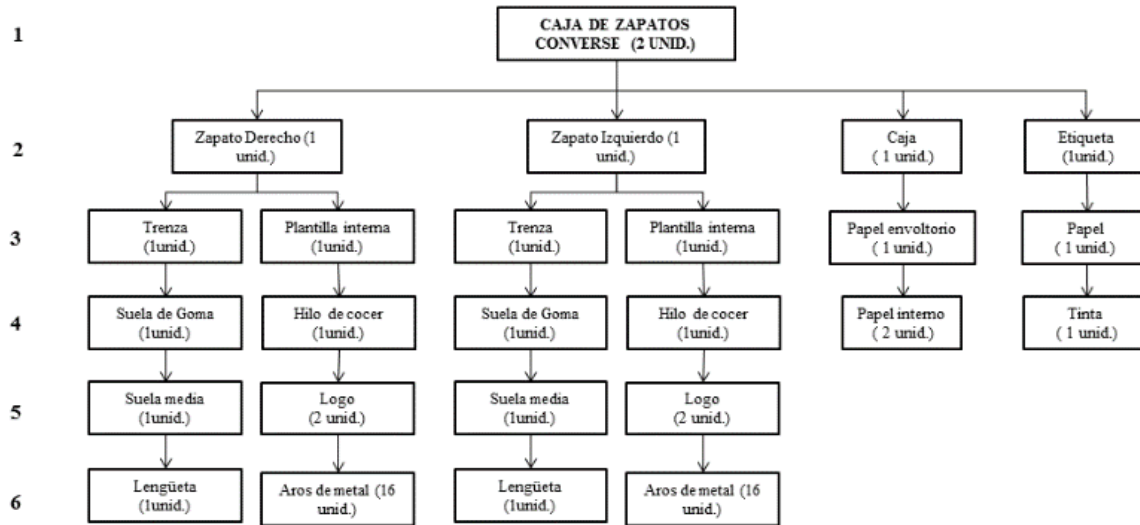 1
CAJA DE ZAPATOS
CONVERSE (2 UNID.)
2
Zapato Derecho (1
unid.)
Zapato Izquierdo (1
unid.)
Caja
( 1 unid.)
Etiqueta
(1unid.)
3
Trenza
(1unid.)
Plantilla interna
(1unid.)
Trenza
(1unid.)
Plantilla interna
(1unid.)
Papel envoltorio
( 1 unid.)
Papel
( 1 unid.)
4
Suela de Goma
(1unid.)
Hilo de cocer
(1unid.)
Suela de Goma
(1unid.)
Hilo de cocer
(1unid.)
Papel interno
( 2 unid.)
Tinta
( 1 unid.)
5
Suela media
(1unid.)
Logo
(2 unid.)
Suela media
(1unid.)
Logo
(2 unid.)
6
Lengüeta
(1unid.)
Aros de metal (16
unid.)
Lengüeta
(1unid.)
Aros de metal (16
unid.)